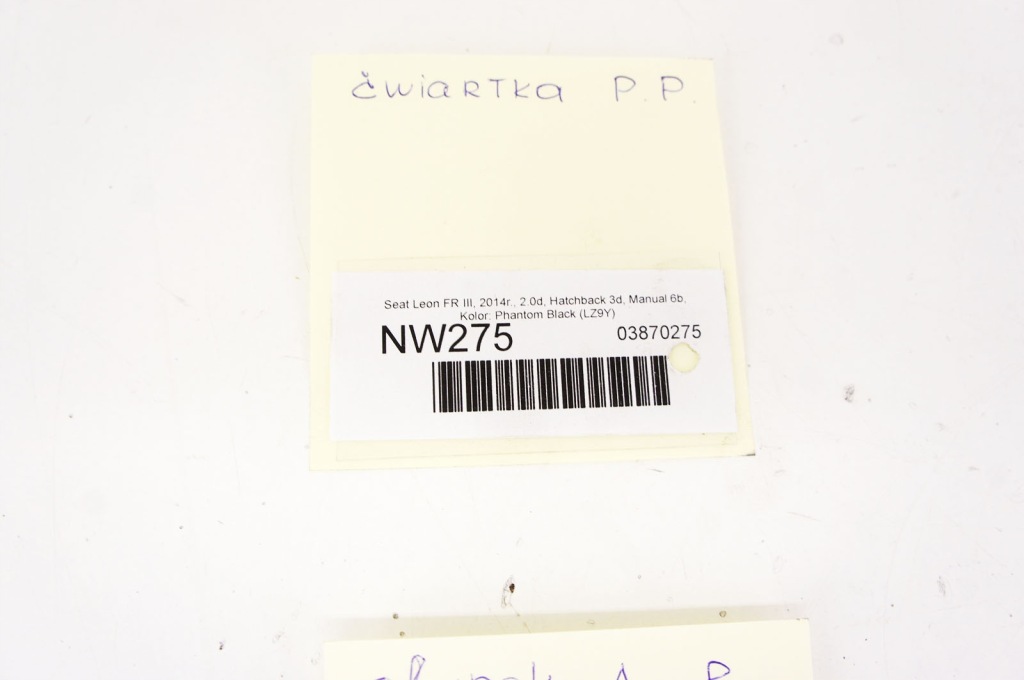 ćwiartka P.P.
Seat Leon FR III, 2014r., 2.0d, Hatchback 3d, Manual 6b,
Kolor: Phantom Black (LZ9Y)
NW275 03870275